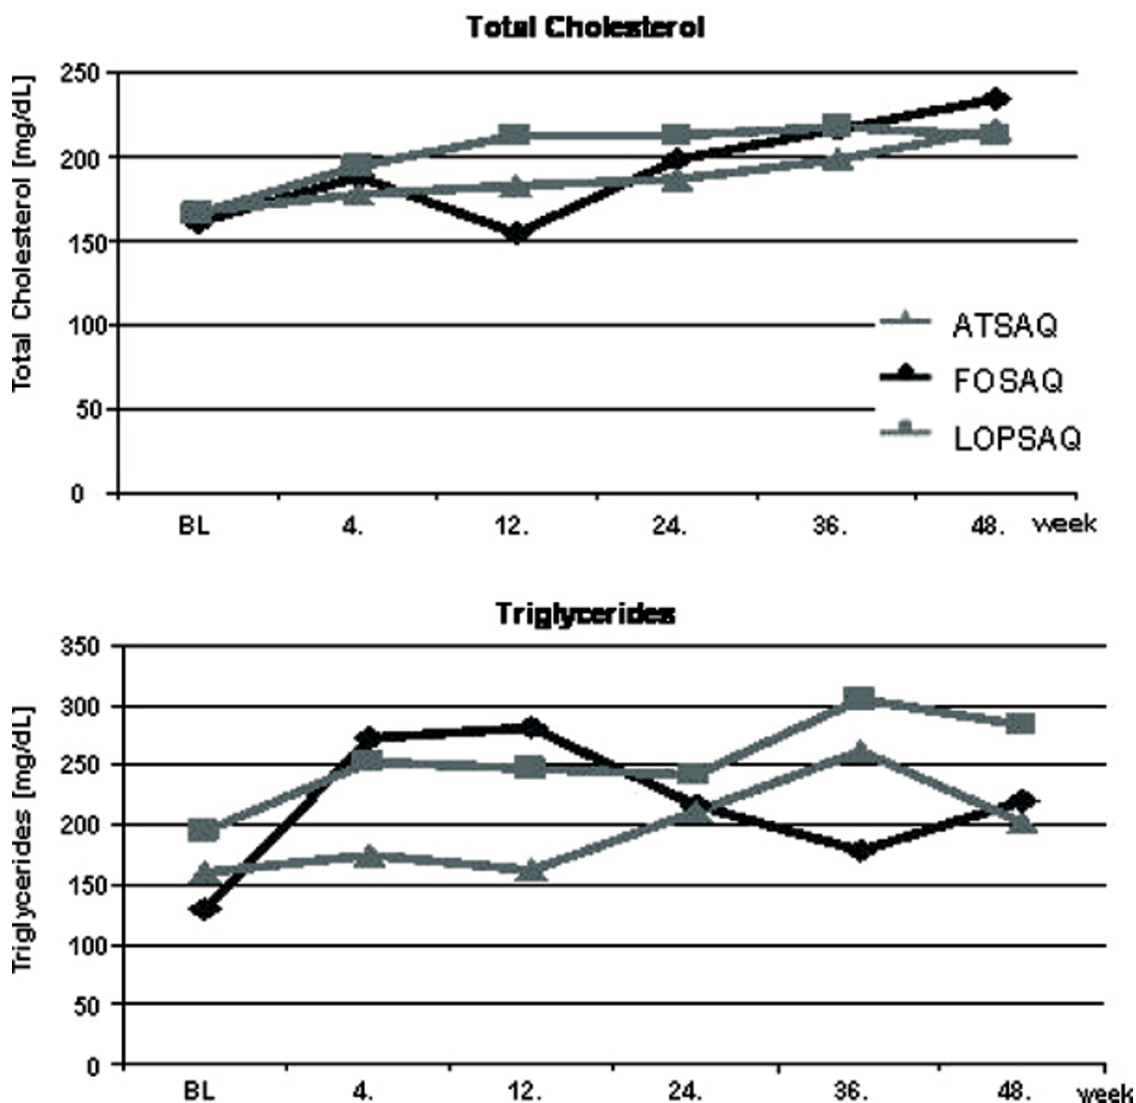 Total Cholesterol
Total Cholesterol [mg/dL]
250
200
150
100
50
0
ATSAQ
FOSAQ
LOPSAQ
BL 4. 12. 24. 36. 48. week
Triglycerides
Triglycerides [mg/dL]
350
300
250
200
150
100
50
0
BL 4. 12. 24. 36. 48. week